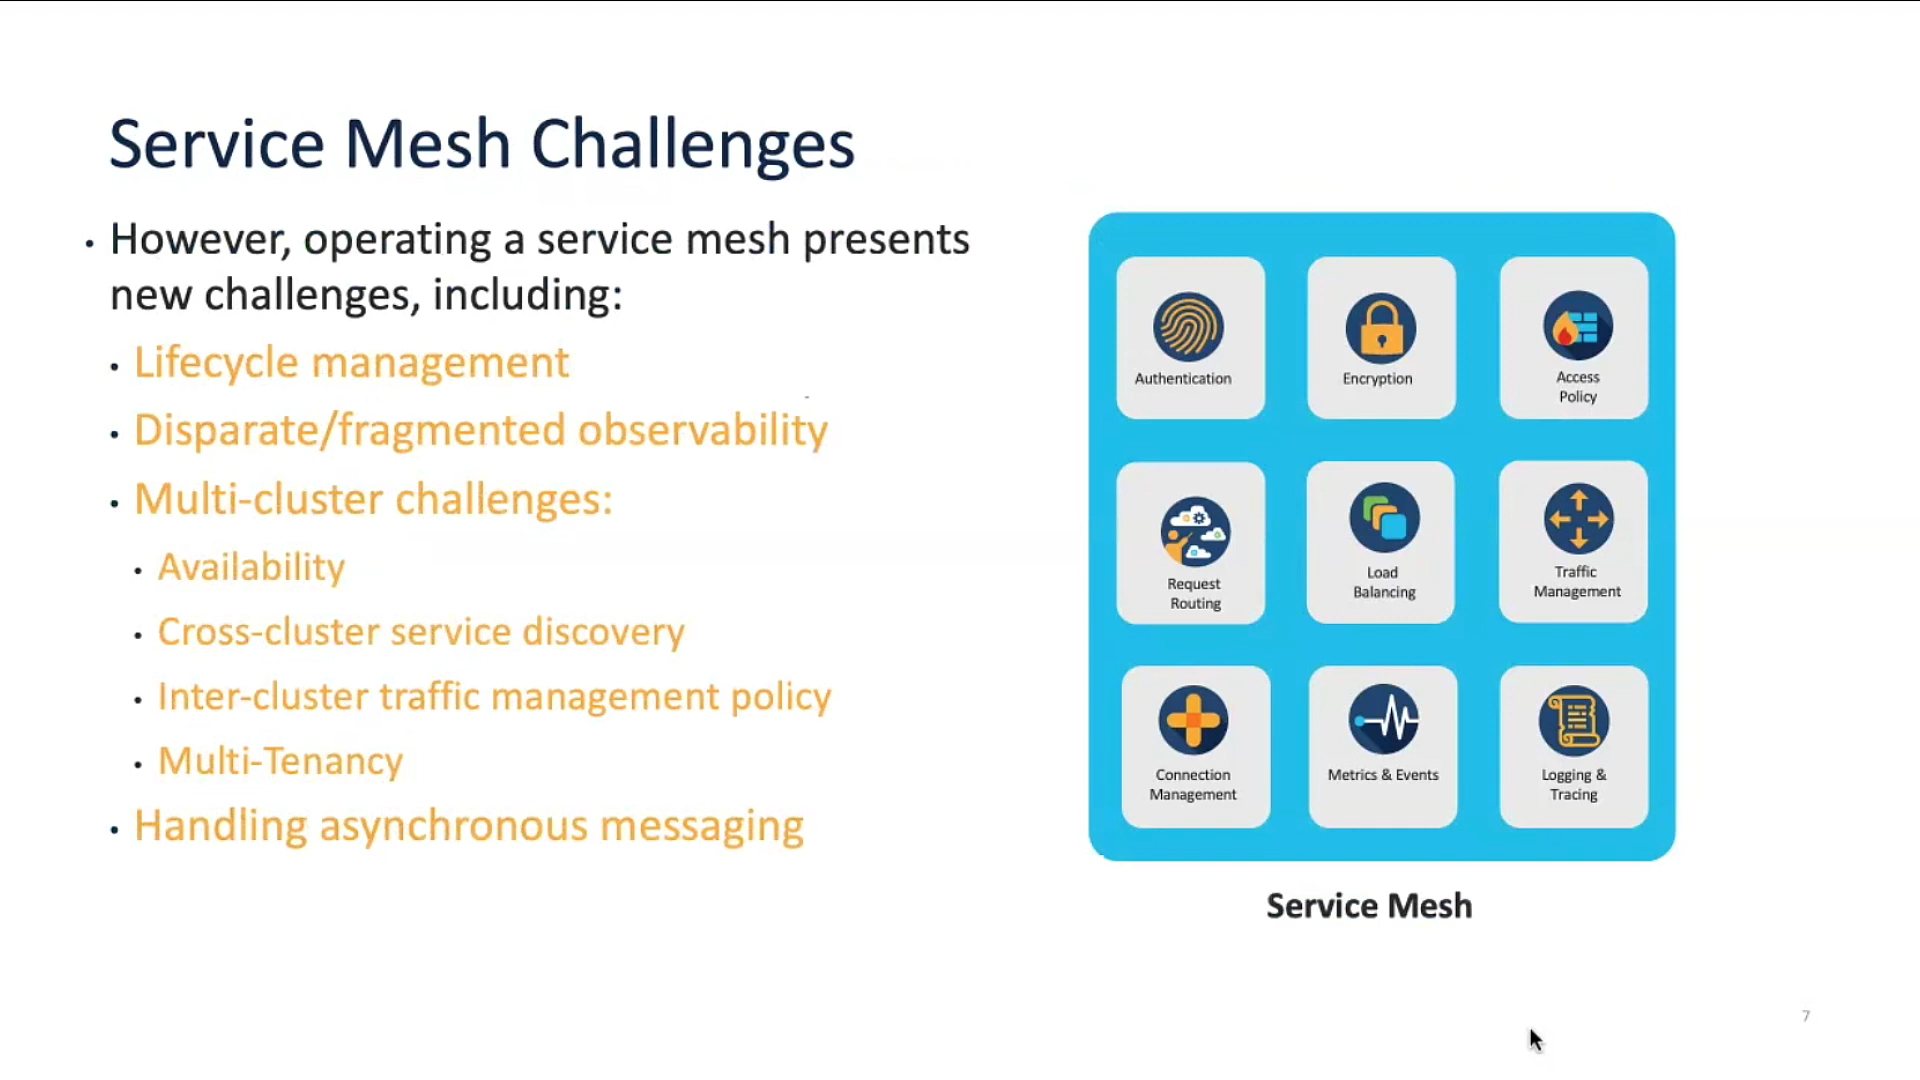 Service Mesh Challenges
• However, operating a service mesh presents
new challenges, including:
• Lifecycle management
• Disparate/fragmented observability
• Multi-cluster challenges:
• Availability
• Cross-cluster service discovery
• Inter-cluster traffic management policy
• Multi-Tenancy
• Handling asynchronous messaging
Authentication
Encryption
Access
Policy
Request
Routing
Load
Balancing
Traffic
Management
Connection
Management
Metrics & Events
Logging &
Tracing
Service Mesh
7